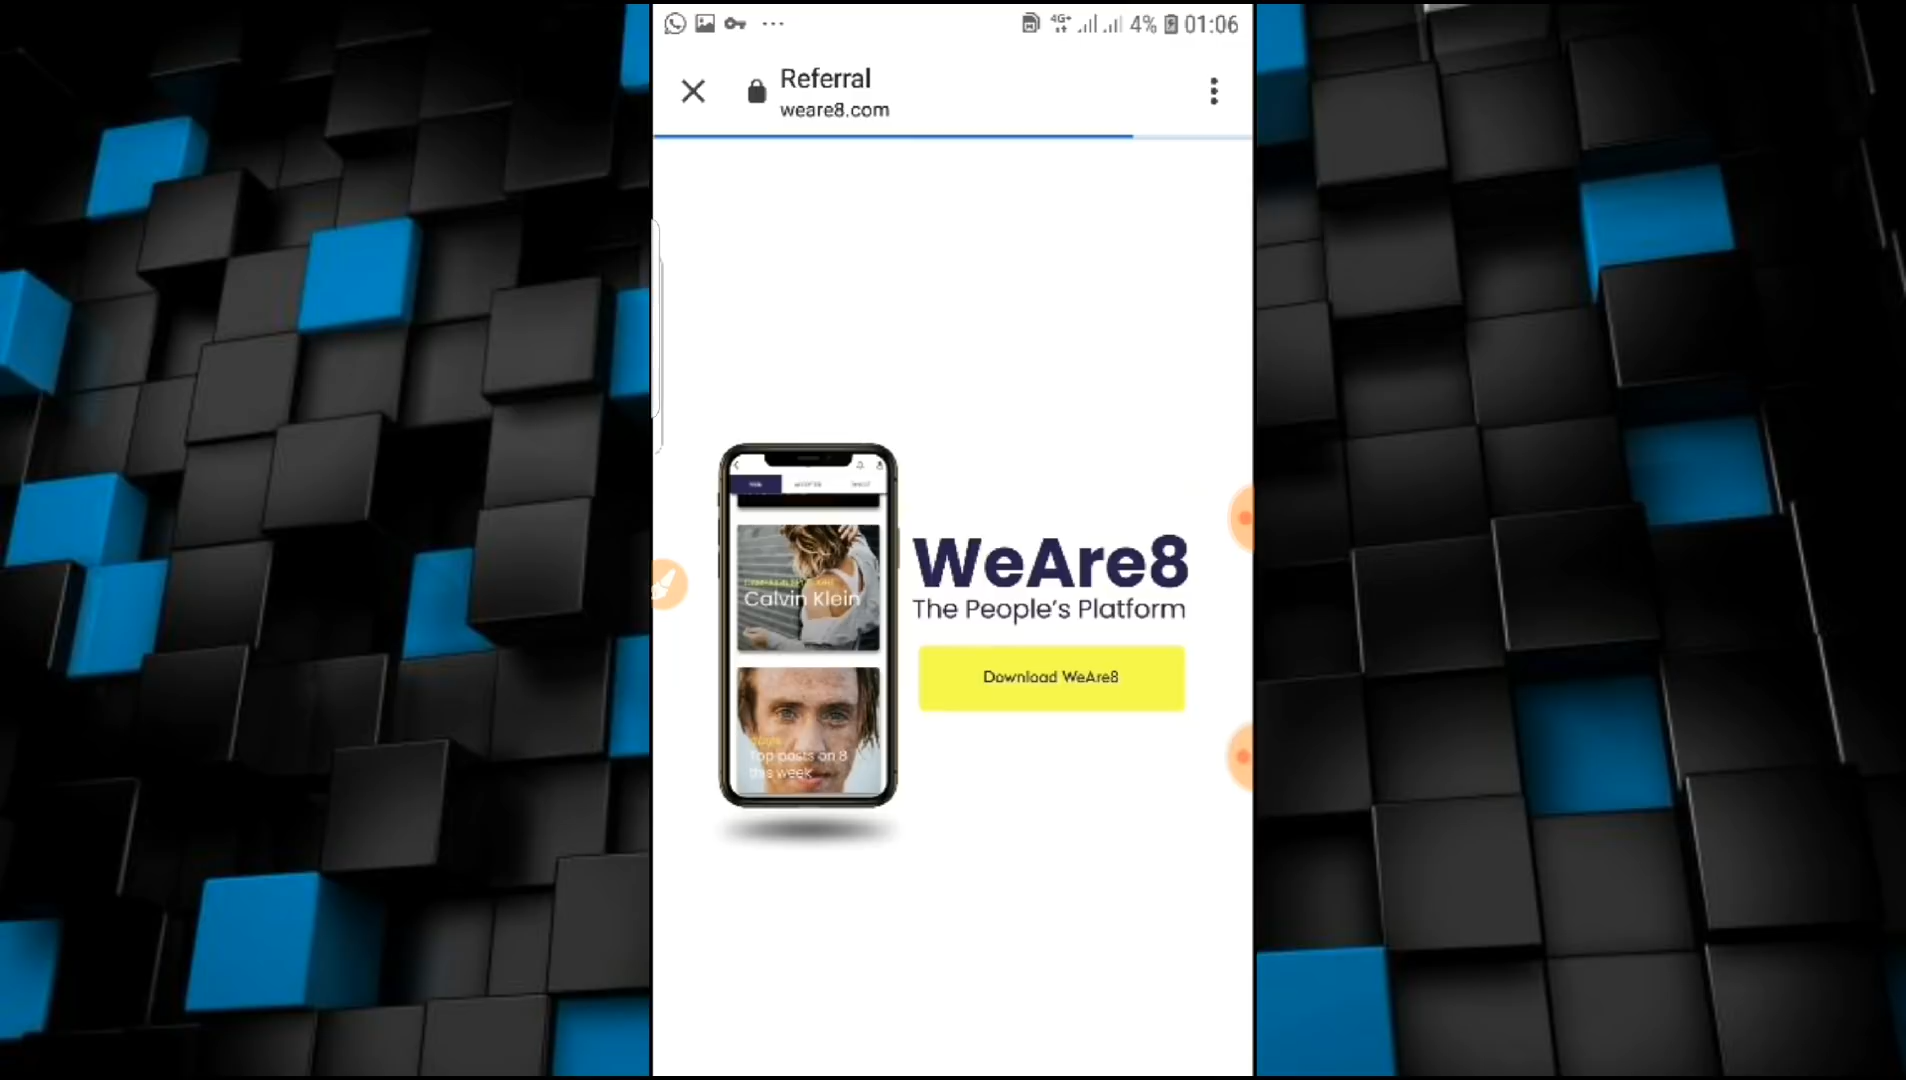 4G+ 4% 01:06
Referral
weare8.com
WeAre8
The People's Platform
Download WeAre8
Calvin Klein
Top posts on 8
this week